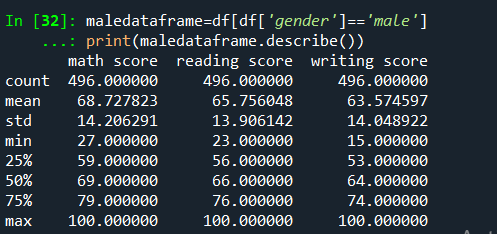 In [32]: maledataframe=df[df['gender']=='male']
    ...: print(maledataframe.describe())
       math score  reading score  writing score
count  496.000000     496.000000     496.000000
mean    68.727823      65.756048      63.574597
std     14.206291      13.906142      14.048922
min     27.000000      23.000000      15.000000
25%     59.000000      56.000000      53.000000
50%     69.000000      66.000000      64.000000
75%     79.000000      76.000000      74.000000
max    100.000000     100.000000     100.000000